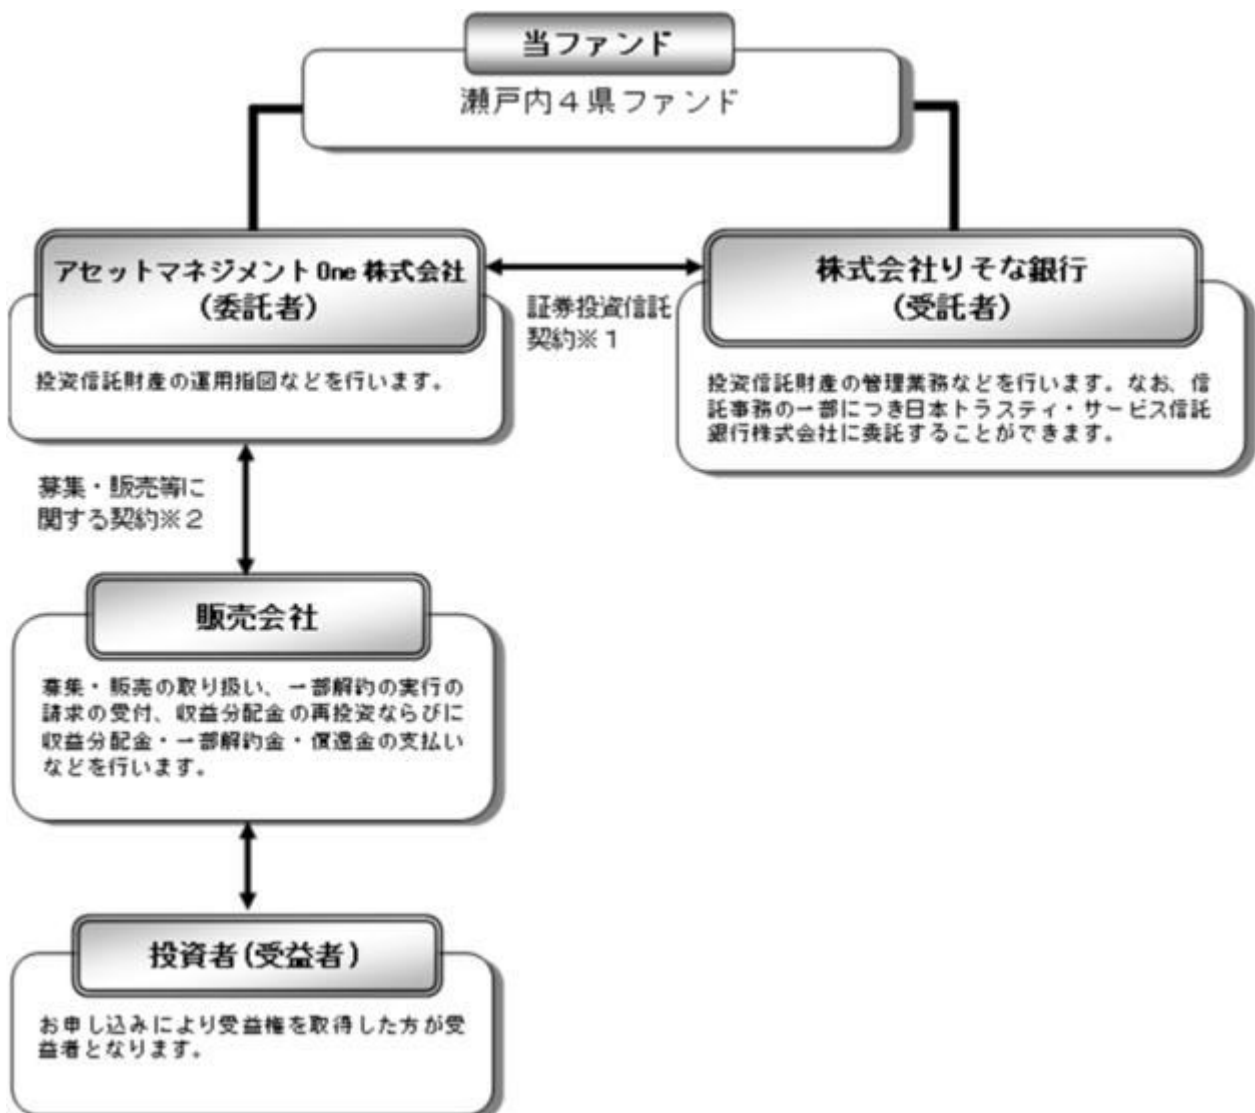 当ファンド
瀬戸内４県ファンド
アセットマネジメント One 株式会社
(委託者)
投資信託財産の運用指図などを行います。
証券投資信託
契約※１
株式会社りそな銀行
(受託者)
投資信託財産の管理業務などを行います。なお、信
託事務の一部につき日本トラスティ・サービス信託
銀行株式会社に委託することができます。
募集・販売等に
関する契約※２
販売会社
募集・販売の取り扱い、一部解約の実行の
請求の受付、収益分配金の再投資ならびに
収益分配金・一部解約金・償還金の支払い
などを行います。
投資者(受益者)
お申し込みにより受益権を取得した方が受
益者となります。